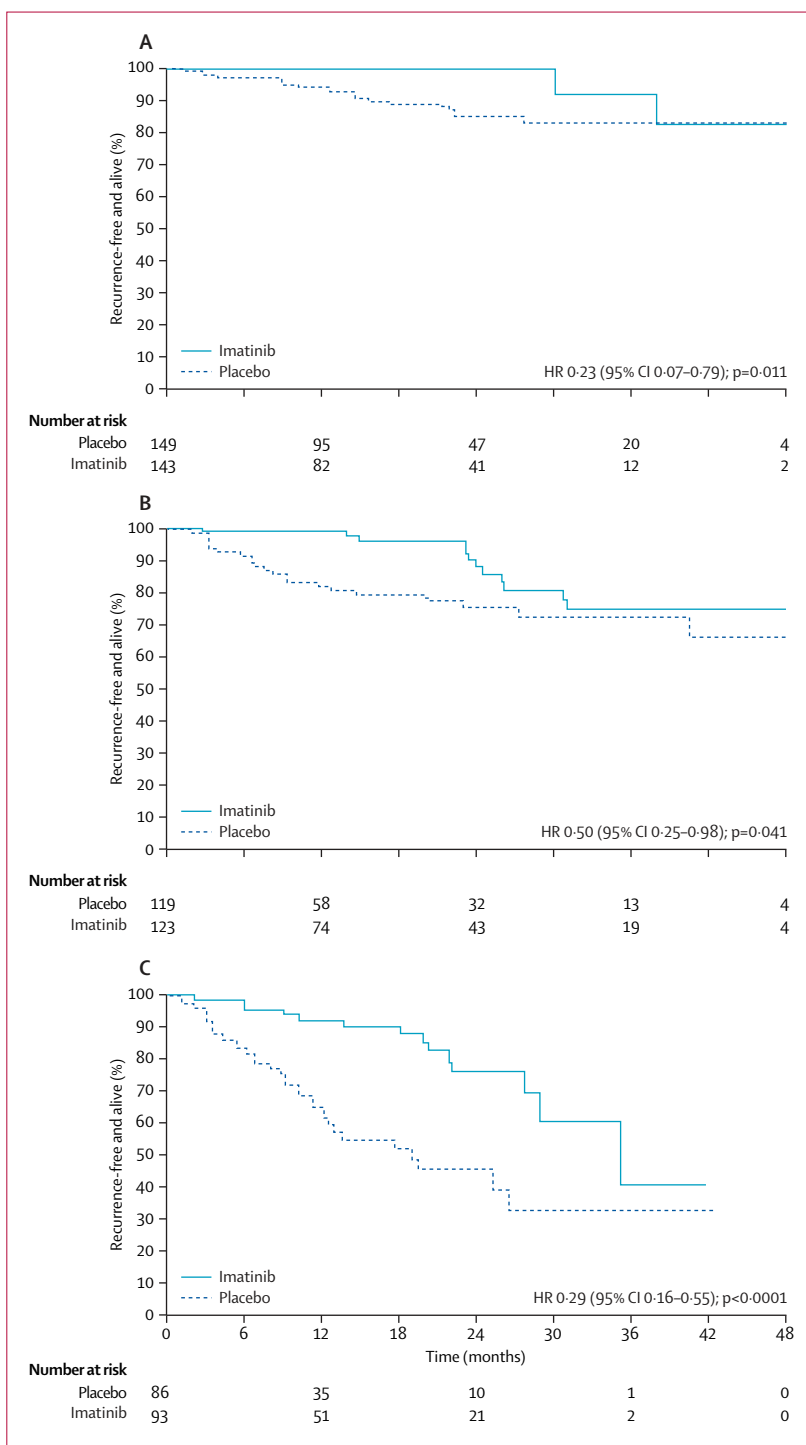 A
100
90
80
70
60
50
40
30
20
10
0
Recurrence-free and alive (%)
Imatinib
Placebo
HR 0·23 (95% CI 0·07–0·79); p=0·011
Number at risk
Placebo 149 95 47 20 4
Imatinib 143 82 41 12 2
B
100
90
80
70
60
50
40
30
20
10
0
Recurrence-free and alive (%)
Imatinib
Placebo
HR 0·50 (95% CI 0·25–0·98); p=0·041
Number at risk
Placebo 119 58 32 13 4
Imatinib 123 74 43 19 4
C
100
90
80
70
60
50
40
30
20
10
0
Recurrence-free and alive (%)
Imatinib
Placebo
HR 0·29 (95% CI 0·16–0·55); p<0·0001
0 6 12 18 24 30 36 42 48
Time (months)
Number at risk
Placebo 86 35 10 1 0
Imatinib 93 51 21 2 0